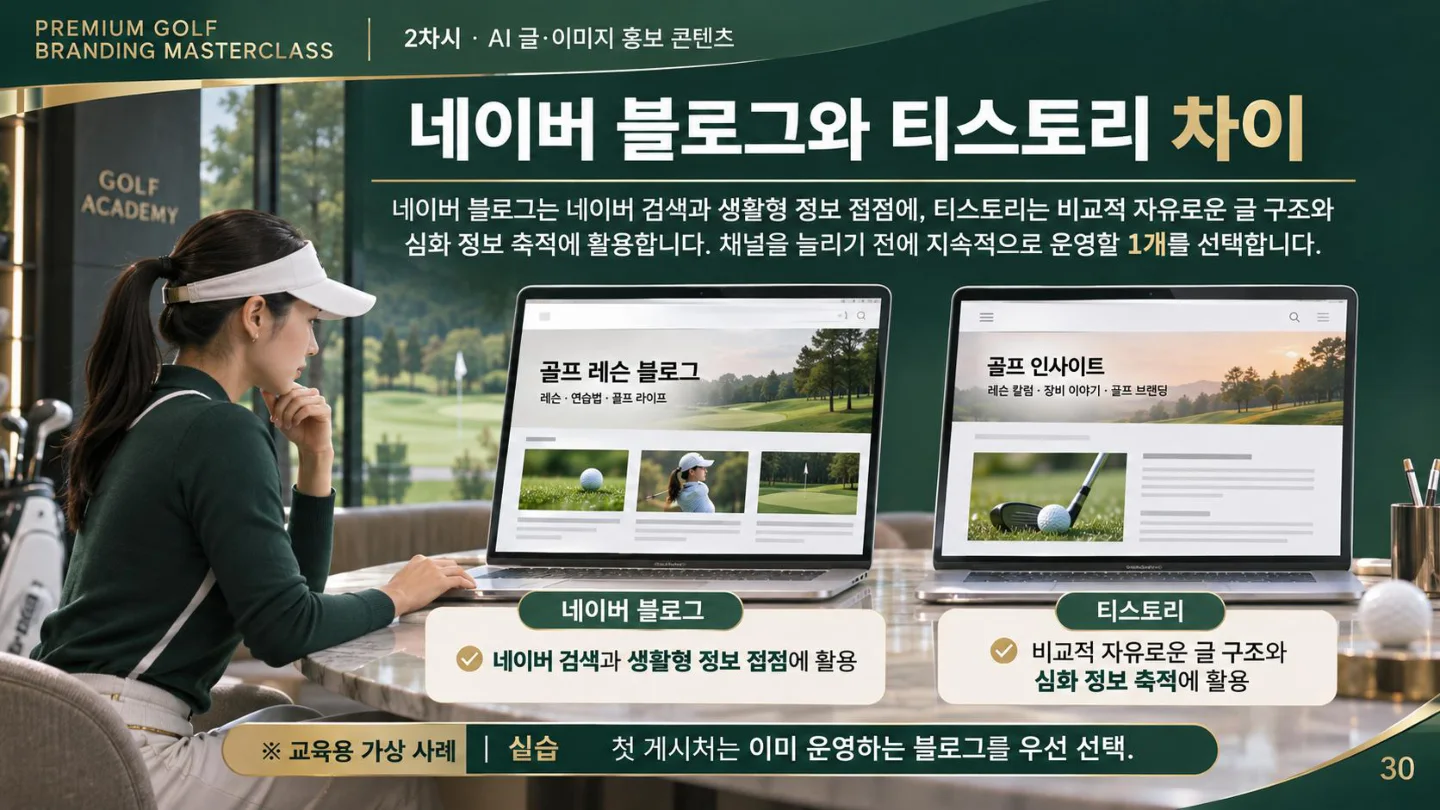 PREMIUM GOLF
BRANDING MASTERCLASS
2차시 · AI 글·이미지 홍보 콘텐츠
네이버 블로그와 티스토리 차이
네이버 블로그는 네이버 검색과 생활형 정보 접점에, 티스토리는 비교적 자유로운 글 구조와
심화 정보 축적에 활용합니다. 채널을 늘리기 전에 지속적으로 운영할 1개를 선택합니다.
GOLF
ACADEMY
골프 레슨 블로그
레슨 · 연습법 · 골프 라이프
골프 인사이트
레슨 칼럼 · 장비 이야기 · 골프 브랜딩
네이버 블로그
네이버 검색과 생활형 정보 접점에 활용
티스토리
비교적 자유로운 글 구조와
심화 정보 축적에 활용
※ 교육용 가상 사례 | 실습 첫 게시처는 이미 운영하는 블로그를 우선 선택.
30